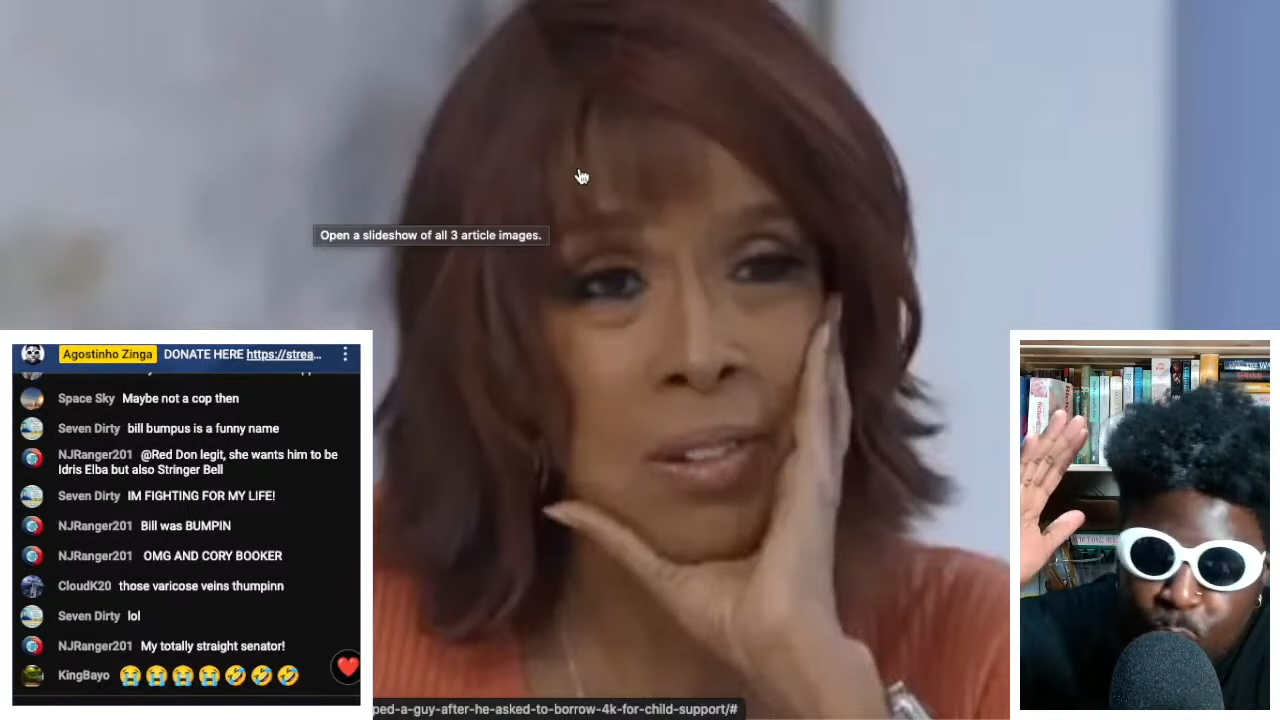 Open a slideshow of all 3 article images.
Agostinho Zinga DONATE HERE https://strea...
Space Sky Maybe not a cop then
Seven Dirty bill bumpus is a funny name
NJRanger201 @Red Don legit, she wants him to be
Idris Elba but also Stringer Bell
Seven Dirty IM FIGHTING FOR MY LIFE!
NJRanger201 Bill was BUMPIN
NJRanger201 OMG AND CORY BOOKER
CloudK20 those varicose veins thumpinn
Seven Dirty lol
NJRanger201 My totally straight senator!
KingBayo 😭😭😭😭🤣🤣🤣
ped-a-guy-after-he-asked-to-borrow-4k-for-child-support/#